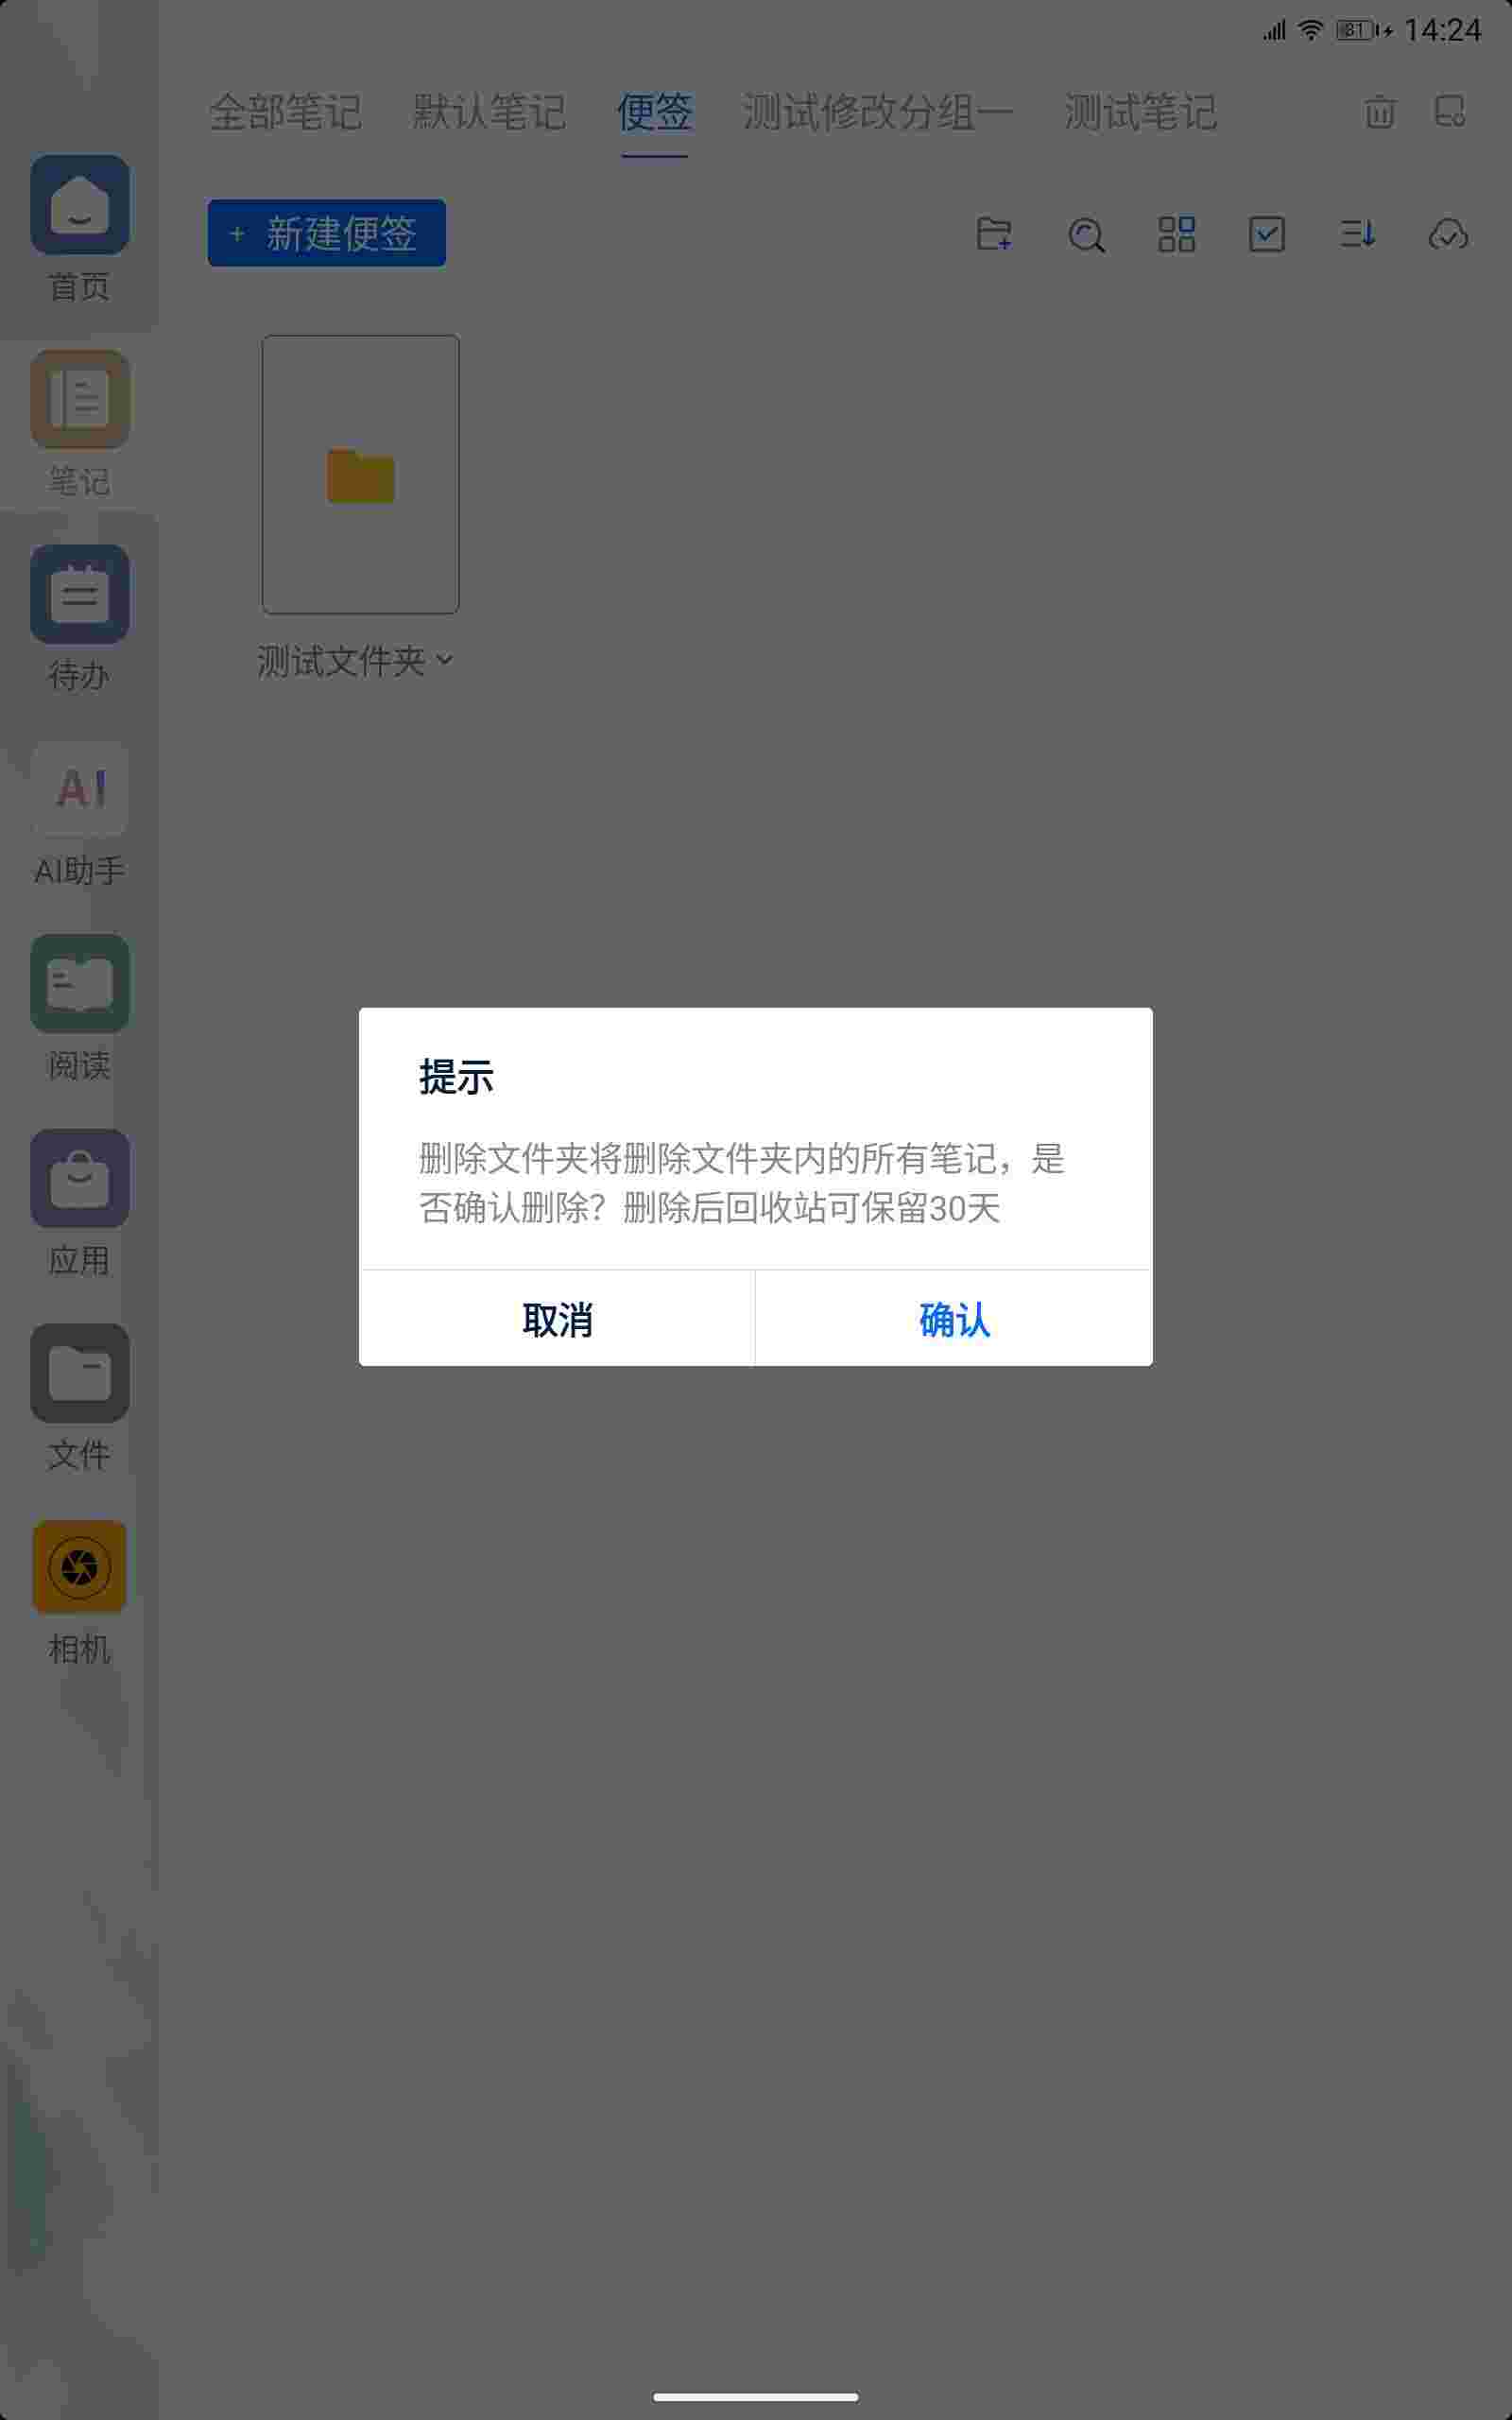 81 14:24
全部笔记 默认笔记 便签 测试修改分组一 测试笔记
+ 新建便签
首页
笔记
待办
测试文件夹
AI
AI助手
阅读
应用
文件
相机
提示
删除文件夹将删除文件夹内的所有笔记，是
否确认删除？删除后回收站可保留30天
取消 确认